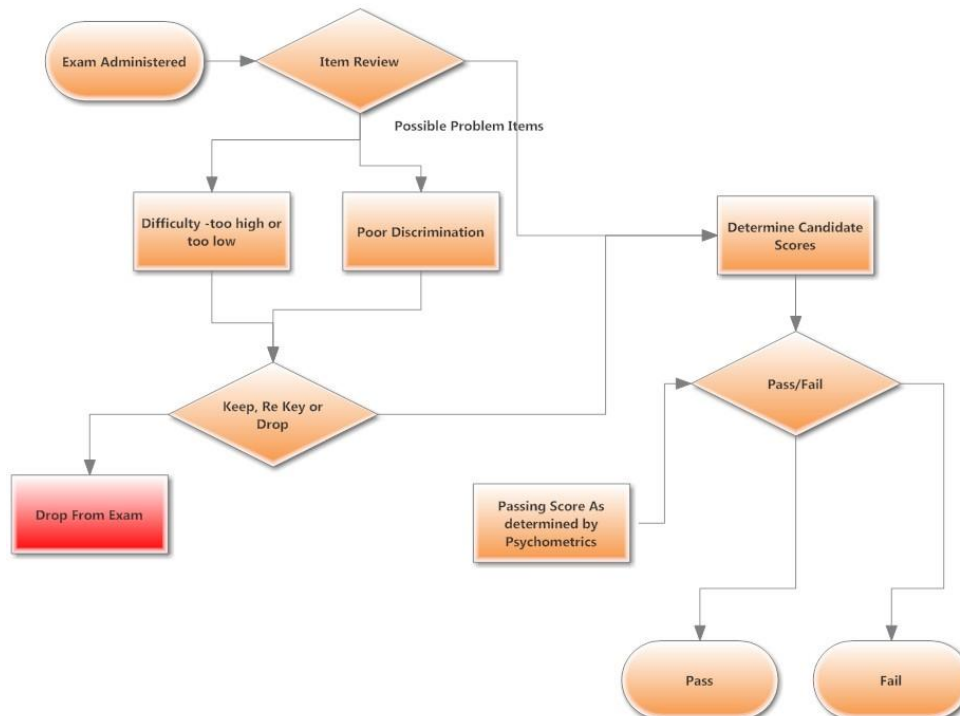 Exam Administered
Item Review
Possible Problem Items
Difficulty -too high or
too low
Poor Discrimination
Determine Candidate
Scores
Keep, Re Key or
Drop
Pass/Fail
Drop From Exam
Passing Score As
determined by
Psychometrics
Pass
Fail